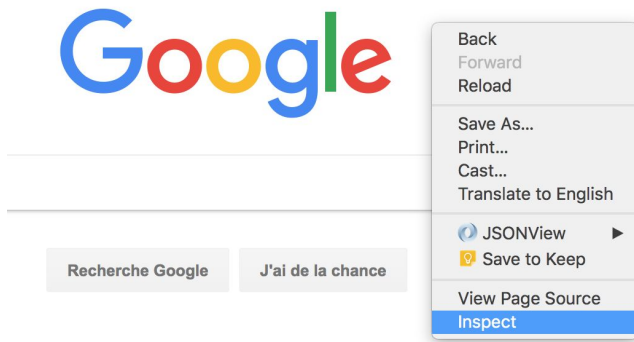 Google
Recherche Google
J'ai de la chance
Back
Forward
Reload
Save As...
Print...
Cast...
Translate to English
JSONView
Save to Keep
View Page Source
Inspect